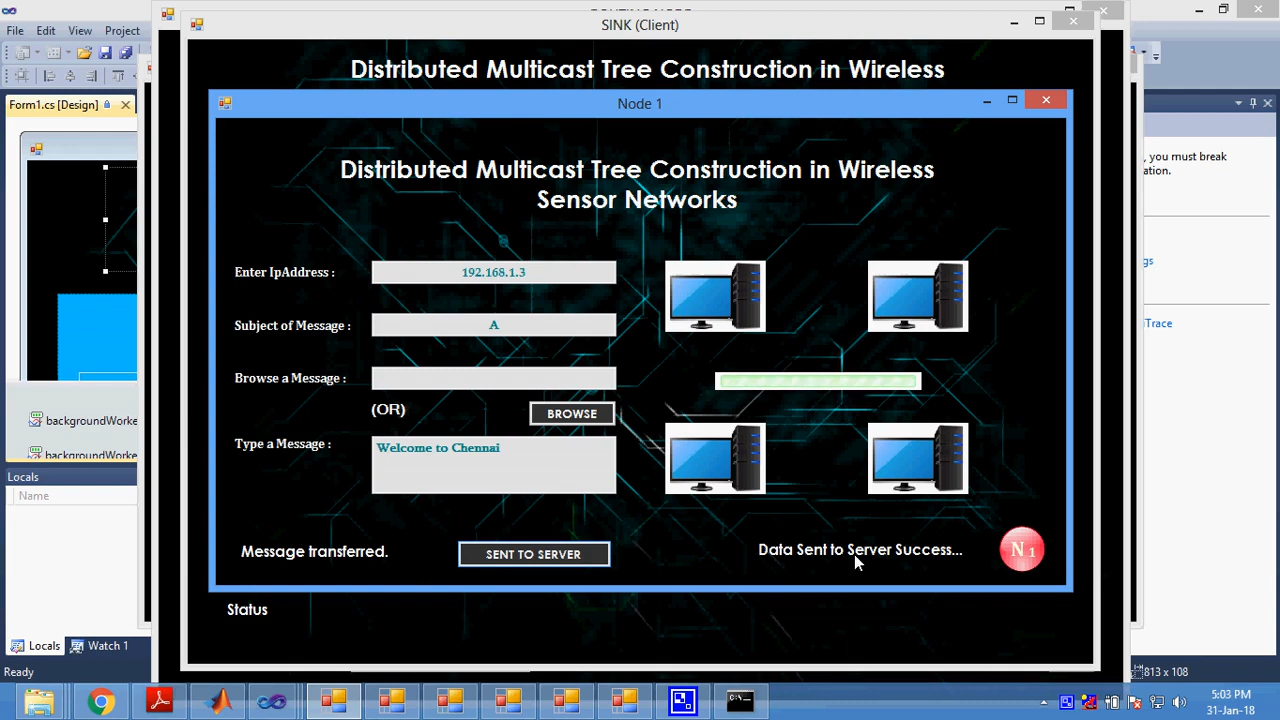 SINK (Client)
File Edit View Project
Distributed Multicast Tree Construction in Wireless
Form1.cs [Design]
Node 1
, you must break
ation.
Distributed Multicast Tree Construction in Wireless
Sensor Networks
Enter IpAddress : 192.168.1.3
gs
Subject of Message : A
iTrace
Browse a Message :
(OR) BROWSE
backgroundWorke
Type a Message : Welcome to Chennai
backgroundWorke
Locals
Name
Message transferred. SENT TO SERVER Data Sent to Server Success... N 1
Status
Locals Watch 1
Ready 813 x 108
C:\
5:03 PM
31-Jan-18